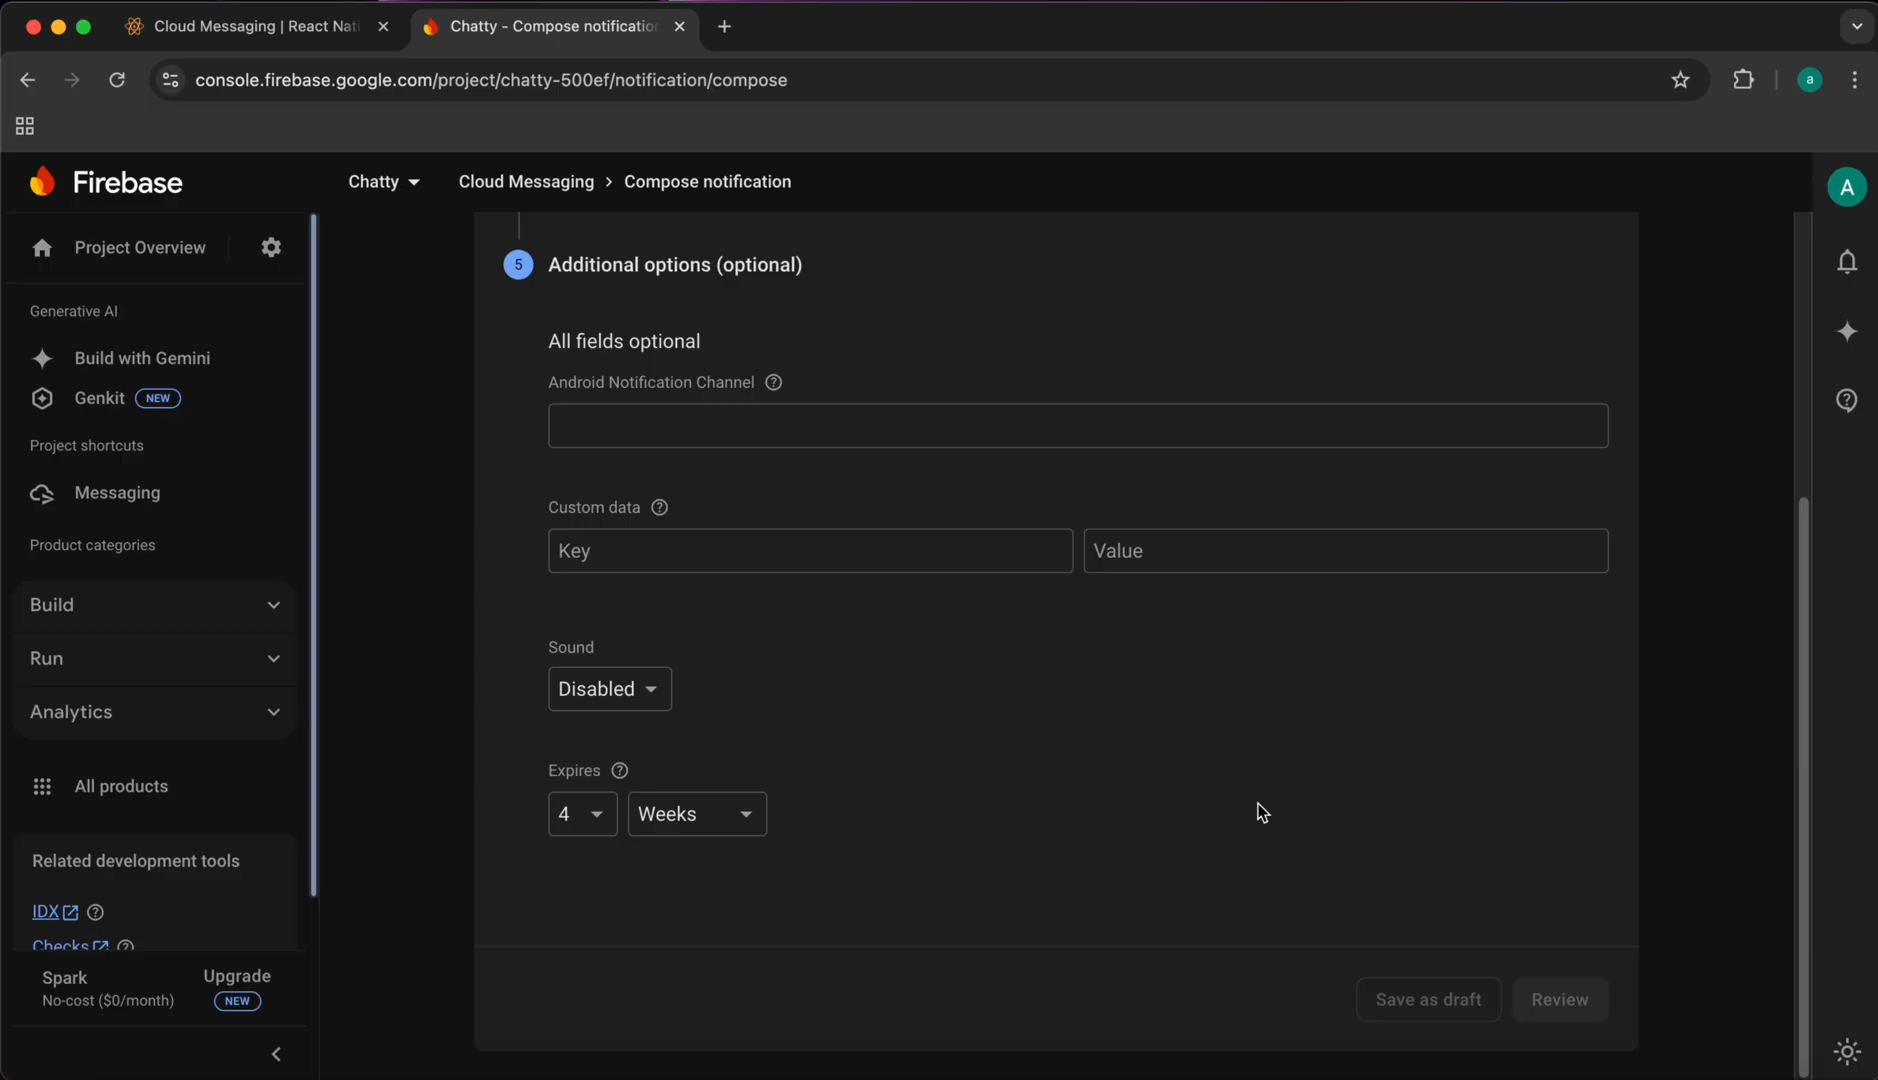 Cloud Messaging | React Nati
Chatty - Compose notification
console.firebase.google.com/project/chatty-500ef/notification/compose
a
Firebase
Chatty
Cloud Messaging > Compose notification
A
Project Overview
5 Additional options (optional)
Generative AI
All fields optional
Build with Gemini
Android Notification Channel
Genkit NEW
Project shortcuts
Messaging
Custom data
Key
Value
Product categories
Build
Run
Analytics
Sound
Disabled
All products
Expires
4
Weeks
Related development tools
IDX
Checks
Spark
No-cost ($0/month)
Upgrade
NEW
Save as draft
Review